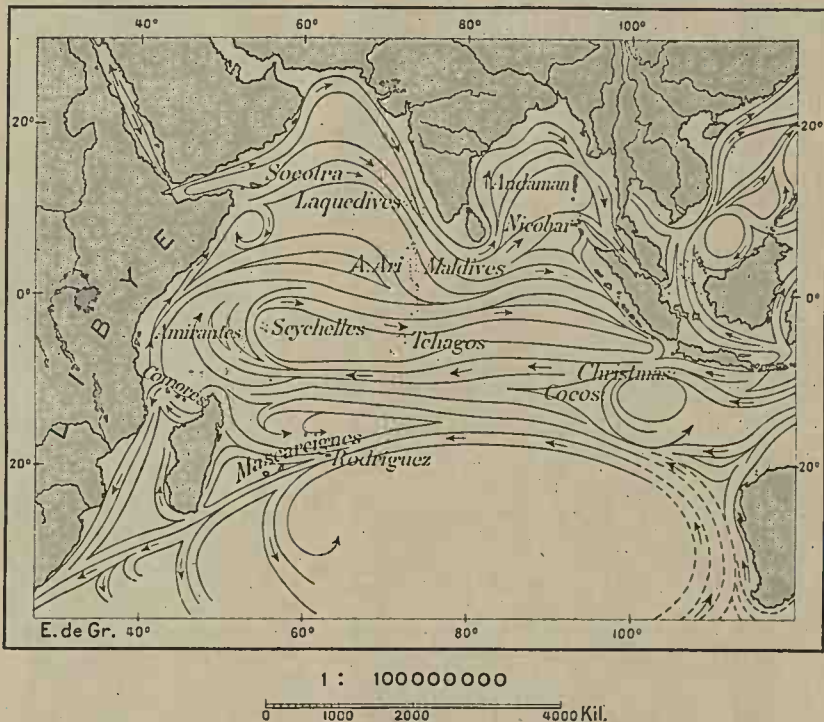 40° 60° 80° 100°
20° 20°
Socotra
Laquedives
Andaman
Nicobar
A. Ari Maldives
0° 0°
LIBYE
Amirantes Seychelles
Tchagos
Comores
Christmas
Cocos
Mascareignes
Rodriguez
20° 20°
E. de Gr. 40° 60° 80° 100°
1 : 100000000
0 1000 2000 4000 Kil.